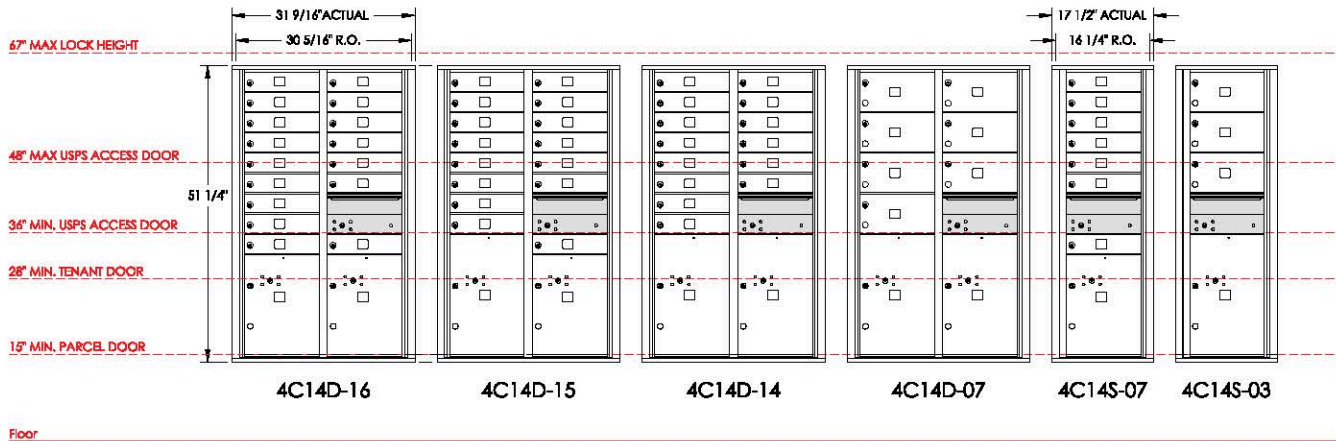 31 9/16" ACTUAL
17 1/2" ACTUAL
30 5/16" R.O.
16 1/4" R.O.
67" MAX LOCK HEIGHT
48" MAX USPS ACCESS DOOR
51 1/4"
36" MIN. USPS ACCESS DOOR
28" MIN. TENANT DOOR
15" MIN. PARCEL DOOR
4C14D-16
4C14D-15
4C14D-14
4C14D-07
4C14S-07
4C14S-03
Floor